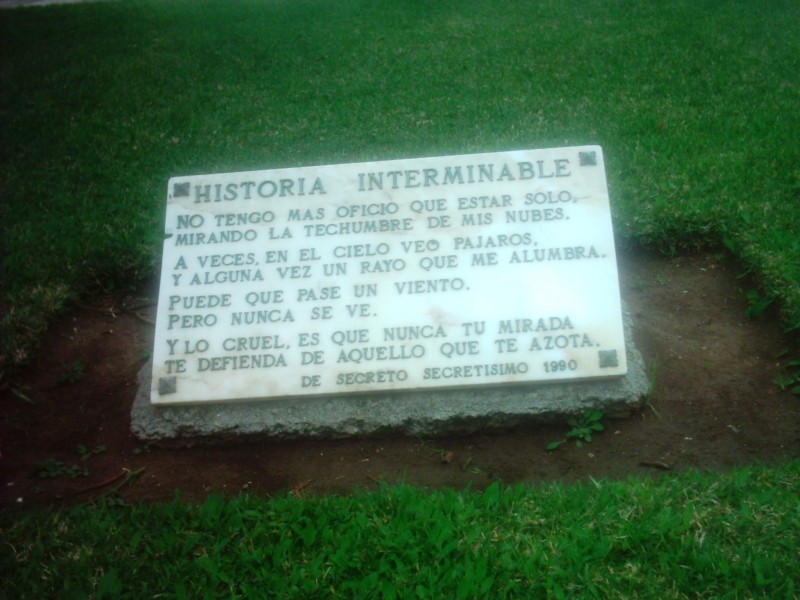 HISTORIA INTERMINABLE
NO TENGO MAS OFICIO QUE ESTAR SOLO,
MIRANDO LA TECHUMBRE DE MIS NUBES.
A VECES, EN EL CIELO VEO PAJAROS,
Y ALGUNA VEZ UN RAYO QUE ME ALUMBRA.
PUEDE QUE PASE UN VIENTO.
PERO NUNCA SE VE.
Y LO CRUEL, ES QUE NUNCA TU MIRADA
TE DEFIENDA DE AQUELLO QUE TE AZOTA.
DE SECRETO SECRETISIMO 1990